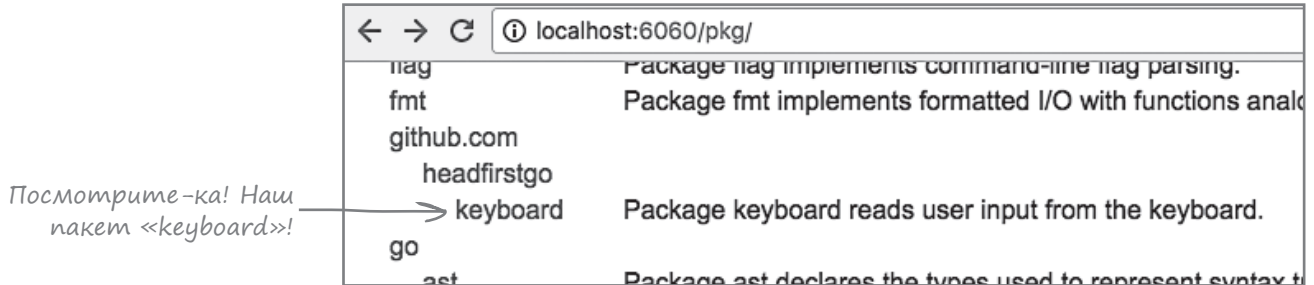 localhost:6060/pkg/
flag Package flag implements command-line flag parsing.
fmt Package fmt implements formatted I/O with functions analo
github.com
headfirstgo
Посмотрите-ка! Наш
пакет «keyboard»!
keyboard Package keyboard reads user input from the keyboard.
go
ast Package ast declares the types used to represent syntax